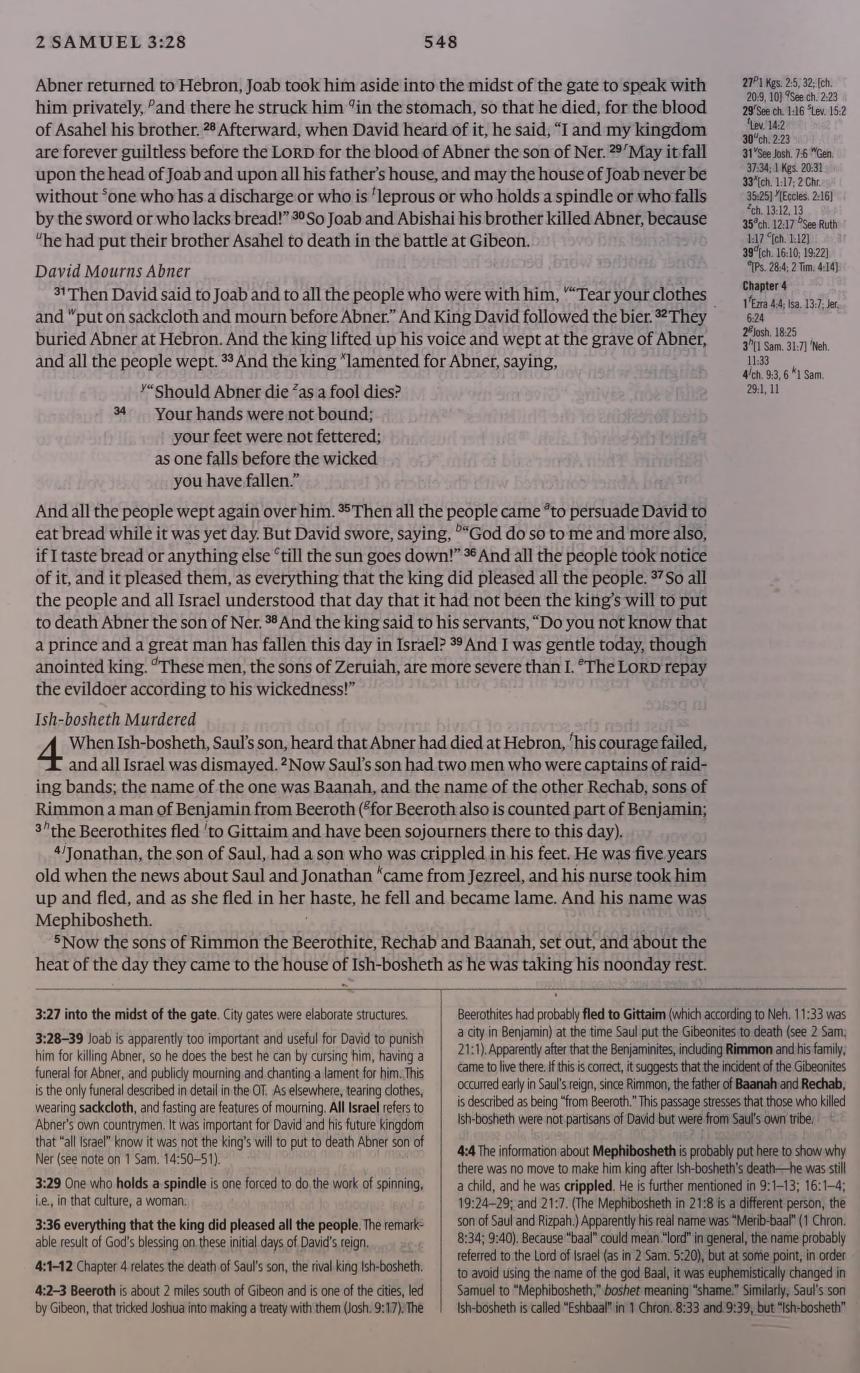 2 SAMUEL 3:28
548
Abner returned to Hebron, Joab took him aside into the midst of the gate to speak with
him privately, ᵖand there he struck him ᵠin the stomach, so that he died, for the blood
of Asahel his brother. 28 Afterward, when David heard of it, he said, “I and my kingdom
are forever guiltless before the LORD for the blood of Abner the son of Ner. 29 ʳMay it fall
upon the head of Joab and upon all his father’s house, and may the house of Joab never be
without ˢone who has a discharge or who is ᵗleprous or who holds a spindle or who falls
by the sword or who lacks bread!” 30 So Joab and Abishai his brother killed Abner, because
ᵘhe had put their brother Asahel to death in the battle at Gibeon.
David Mourns Abner
31 Then David said to Joab and to all the people who were with him, ᵛ“Tear your clothes
and ʷput on sackcloth and mourn before Abner.” And King David followed the bier. 32 They
buried Abner at Hebron. And the king lifted up his voice and wept at the grave of Abner,
and all the people wept. 33 And the king ˣlamented for Abner, saying,
ʸ“Should Abner die ᶻas a fool dies?
34 Your hands were not bound;
your feet were not fettered;
as one falls before the wicked
you have fallen.”
And all the people wept again over him. 35 Then all the people came ᵃto persuade David to
eat bread while it was yet day. But David swore, saying, ᵇ“God do so to me and more also,
if I taste bread or anything else ᶜtill the sun goes down!” 36 And all the people took notice
of it, and it pleased them, as everything that the king did pleased all the people. 37 So all
the people and all Israel understood that day that it had not been the king’s will to put
to death Abner the son of Ner. 38 And the king said to his servants, “Do you not know that
a prince and a great man has fallen this day in Israel? 39 And I was gentle today, though
anointed king. ᵈThese men, the sons of Zeruiah, are more severe than I. ᵉThe LORD repay
the evildoer according to his wickedness!”
Ish-bosheth Murdered
4 When Ish-bosheth, Saul’s son, heard that Abner had died at Hebron, ᶠhis courage failed,
and all Israel was dismayed. 2 Now Saul’s son had two men who were captains of raid-
ing bands; the name of the one was Baanah, and the name of the other Rechab, sons of
Rimmon a man of Benjamin from Beeroth (ᵍfor Beeroth also is counted part of Benjamin;
3 ʰthe Beerothites fled ⁱto Gittaim and have been sojourners there to this day).
4 ʲJonathan, the son of Saul, had a son who was crippled in his feet. He was five years
old when the news about Saul and Jonathan ᵏcame from Jezreel, and his nurse took him
up and fled, and as she fled in her haste, he fell and became lame. And his name was
Mephibosheth.
5 Now the sons of Rimmon the Beerothite, Rechab and Baanah, set out, and about the
heat of the day they came to the house of Ish-bosheth as he was taking his noonday rest.
27 ᵖ1 Kgs. 2:5, 32; [ch.
20:9, 10] ᵠSee ch. 2:23
29 ʳSee ch. 1:16 ˢLev. 15:2
ᵗLev. 14:2
30 ᵘch. 2:23
31 ᵛSee Josh. 7:6 ʷGen.
37:34; 1 Kgs. 20:31
33 ˣ[ch. 1:17; 2 Chr.
35:25] ʸ[Eccles. 2:16]
ᶻch. 13:12, 13
35 ᵃch. 12:17 ᵇSee Ruth
1:17 ᶜ[ch. 1:12]
39 ᵈ[ch. 16:10; 19:22]
ᵉ[Ps. 28:4; 2 Tim. 4:14]
Chapter 4
1 ᶠEzra 4:4; Isa. 13:7; Jer.
6:24
2 ᵍJosh. 18:25
3 ʰ[1 Sam. 31:7] ⁱNeh.
11:33
4 ʲch. 9:3, 6 ᵏ1 Sam.
29:1, 11
3:27 into the midst of the gate. City gates were elaborate structures.
3:28–39 Joab is apparently too important and useful for David to punish
him for killing Abner, so he does the best he can by cursing him, having a
funeral for Abner, and publicly mourning and chanting a lament for him. This
is the only funeral described in detail in the OT. As elsewhere, tearing clothes,
wearing sackcloth, and fasting are features of mourning. All Israel refers to
Abner’s own countrymen. It was important for David and his future kingdom
that “all Israel” know it was not the king’s will to put to death Abner son of
Ner (see note on 1 Sam. 14:50–51).
3:29 One who holds a spindle is one forced to do the work of spinning,
i.e., in that culture, a woman.
3:36 everything that the king did pleased all the people. The remark-
able result of God’s blessing on these initial days of David’s reign.
4:1–12 Chapter 4 relates the death of Saul’s son, the rival king Ish-bosheth.
4:2–3 Beeroth is about 2 miles south of Gibeon and is one of the cities, led
by Gibeon, that tricked Joshua into making a treaty with them (Josh. 9:17). The
Beerothites had probably fled to Gittaim (which according to Neh. 11:33 was
a city in Benjamin) at the time Saul put the Gibeonites to death (see 2 Sam.
21:1). Apparently after that the Benjaminites, including Rimmon and his family,
came to live there. If this is correct, it suggests that the incident of the Gibeonites
occurred early in Saul’s reign, since Rimmon, the father of Baanah and Rechab,
is described as being “from Beeroth.” This passage stresses that those who killed
Ish-bosheth were not partisans of David but were from Saul’s own tribe.
4:4 The information about Mephibosheth is probably put here to show why
there was no move to make him king after Ish-bosheth’s death—he was still
a child, and he was crippled. He is further mentioned in 9:1–13; 16:1–4;
19:24–29; and 21:7. (The Mephibosheth in 21:8 is a different person, the
son of Saul and Rizpah.) Apparently his real name was “Merib-baal” (1 Chron.
8:34; 9:40). Because “baal” could mean “lord” in general, the name probably
referred to the Lord of Israel (as in 2 Sam. 5:20), but at some point, in order
to avoid using the name of the god Baal, it was euphemistically changed in
Samuel to “Mephibosheth,” boshet meaning “shame.” Similarly, Saul’s son
Ish-bosheth is called “Eshbaal” in 1 Chron. 8:33 and 9:39, but “Ish-bosheth”